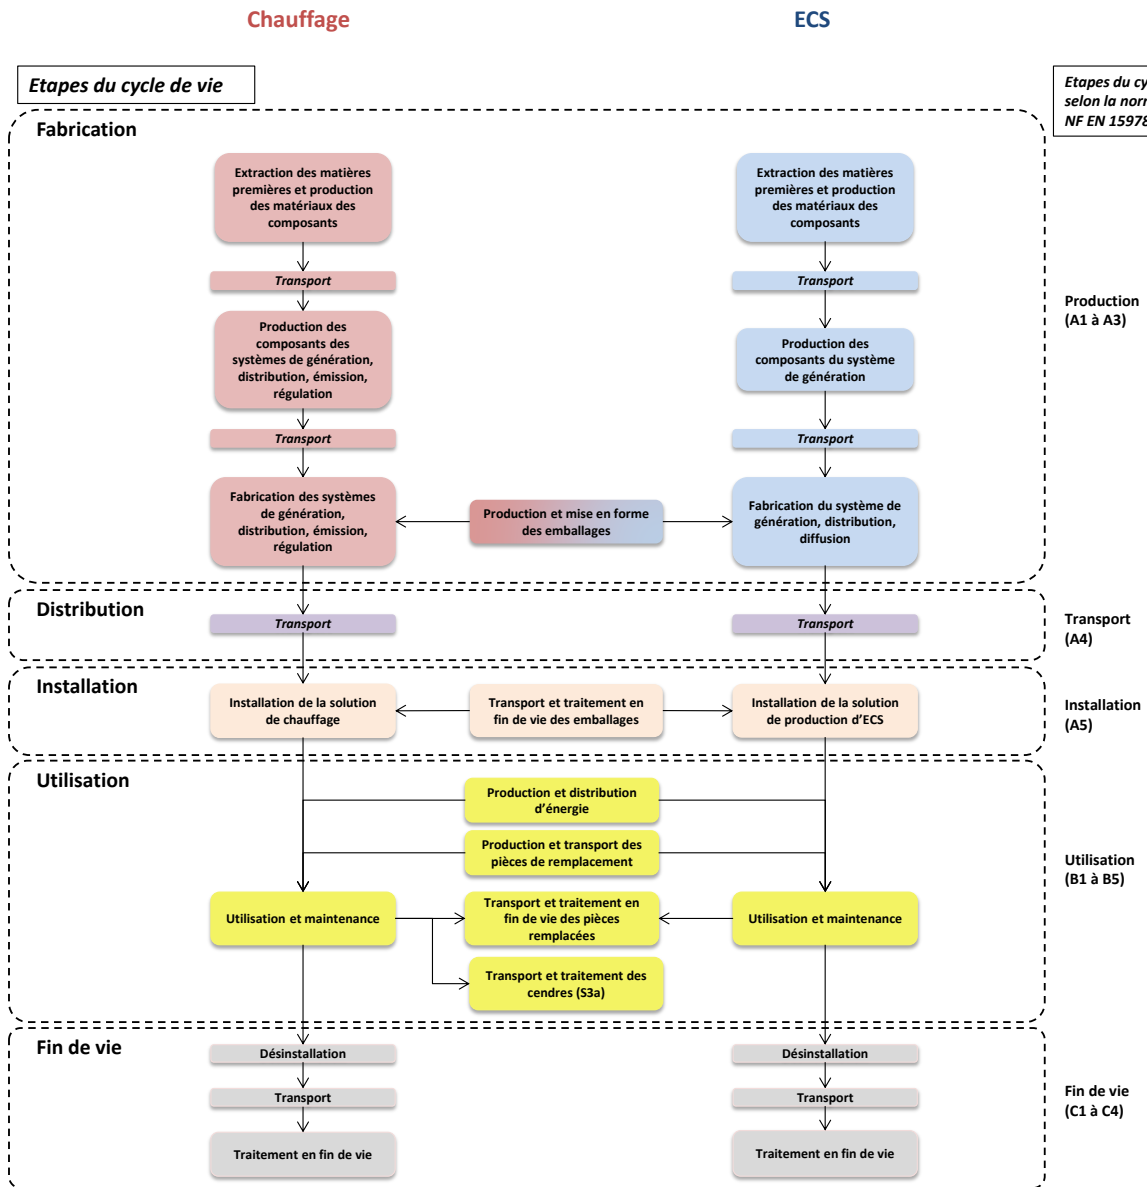 Chauffage
ECS
Etapes du cycle de vie
Etapes du cy
selon la nor
NF EN 15978
Fabrication
Extraction des matières
premières et production
des matériaux des
composants
Extraction des matières
premières et production
des matériaux des
composants
Transport
Transport
Production
(A1 à A3)
Production des
composants des
systèmes de génération,
distribution, émission,
régulation
Production des
composants du système
de génération
Transport
Transport
Fabrication des systèmes
de génération,
distribution, émission,
régulation
Production et mise en forme
des emballages
Fabrication du système de
génération, distribution,
diffusion
Distribution
Transport
Transport
Transport
(A4)
Installation
Installation de la solution
de chauffage
Transport et traitement en
fin de vie des emballages
Installation de la solution
de production d’ECS
Installation
(A5)
Utilisation
Production et distribution
d’énergie
Production et transport des
pièces de remplacement
Utilisation
(B1 à B5)
Utilisation et maintenance
Transport et traitement en
fin de vie des pièces
remplacées
Utilisation et maintenance
Transport et traitement des
cendres (S3a)
Fin de vie
Désinstallation
Désinstallation
Transport
Transport
Fin de vie
(C1 à C4)
Traitement en fin de vie
Traitement en fin de vie